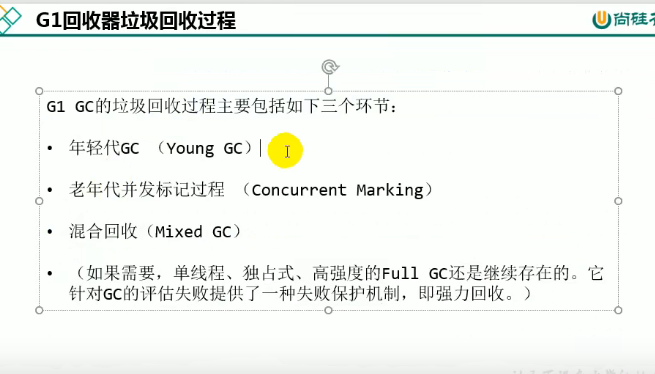 G1回收器垃圾回收过程
尚硅谷
G1 GC的垃圾回收过程主要包括如下三个环节:
• 年轻代GC (Young GC)
• 老年代并发标记过程 (Concurrent Marking)
• 混合回收(Mixed GC)
• (如果需要,单线程、独占式、高强度的Full GC还是继续存在的。它
针对GC的评估失败提供了一种失败保护机制,即强力回收。)